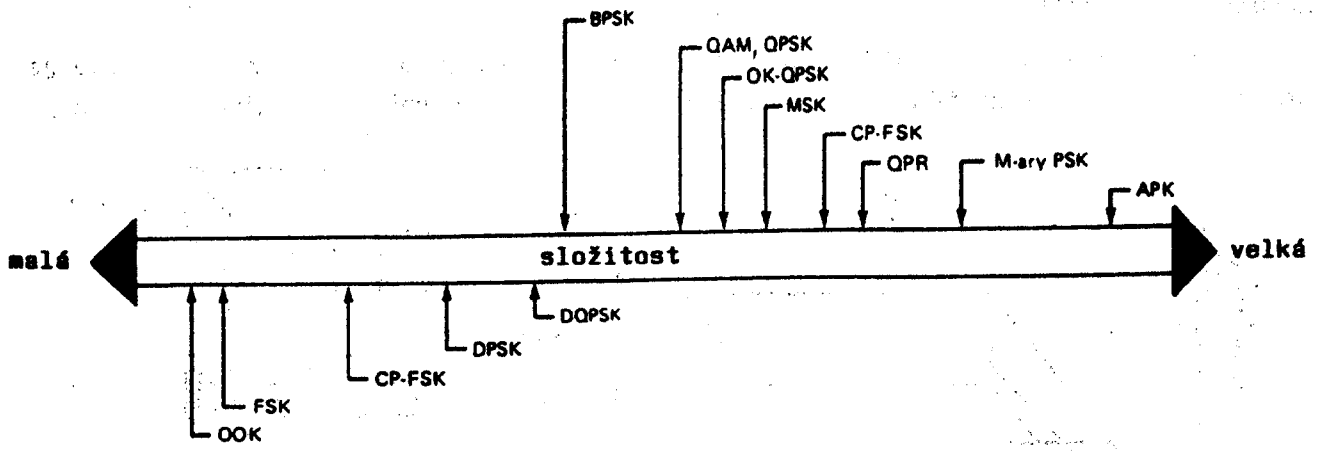 BPSK
QAM, QPSK
OK-QPSK
MSK
CP-FSK
QPR
M-ary PSK
APK
malá
složitost
velká
DQPSK
DPSK
CP-FSK
FSK
OOK